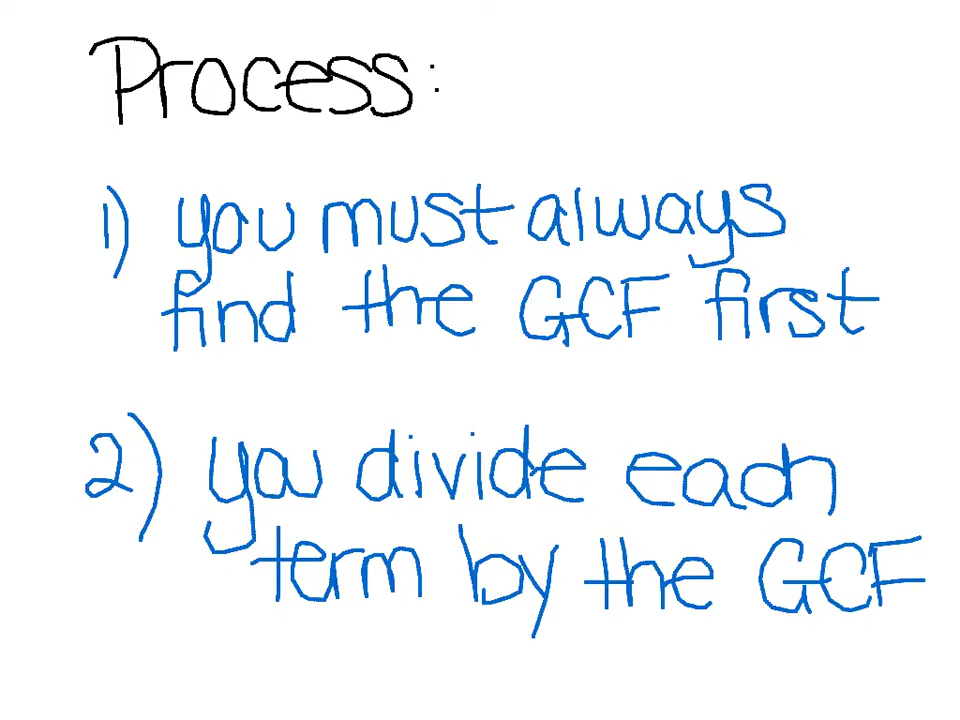 Process:
1) you must always
find the GCF first
2) you divide each
term by the GCF